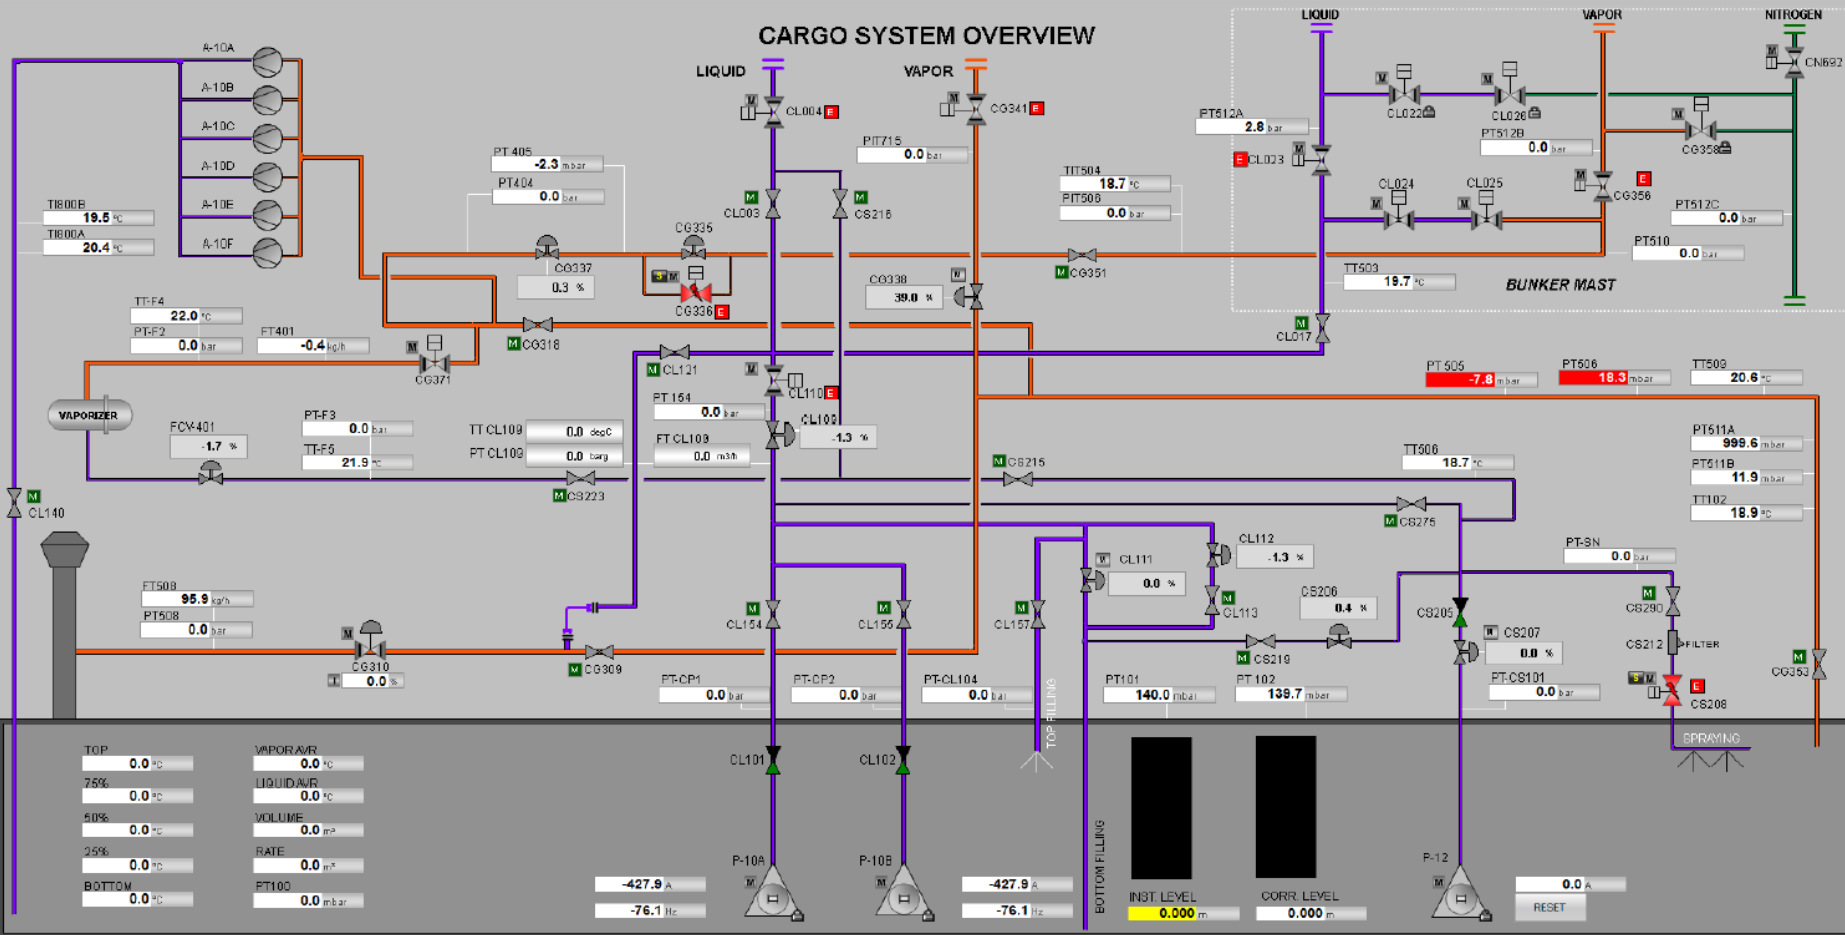 CARGO SYSTEM OVERVIEW
LIQUID
VAPOR
LIQUID
VAPOR
NITROGEN
A-10A
A-10B
A-10C
A-10D
A-10E
A-10F
TI800B
19.5 °C
TI800A
20.4 °C
M
CL004 E
M
CG341 E
PIT715
0.0 bar
PT 405
-2.3 mbar
PT404
0.0 bar
M
CL003
M
CS216
TIT504
18.7 °C
PIT506
0.0 bar
PT512A
2.8 bar
E CL023 M
M
CL022
M
CL026
M
CN692
PT512B
0.0 bar
M
CG358
M
CL024
M
CL025
M
E
CG356
PT512C
0.0 bar
PT510
0.0 bar
TT503
19.7 °C
BUNKER MAST
M
CL017
CG337
0.3 %
CG335
S M
CG336 E
CG338 M
39.0 %
M CG351
TT-F4
22.0 °C
PT-F2
0.0 bar
FT401
-0.4 kg/h
M
CG371
M CG318
M CL121
VAPORIZER
FCV-401
-1.7 %
PT-F3
0.0 bar
TT-F5
21.9 °C
M
CL110 E
PT 154
0.0 bar
CL109
-1.3 %
TT CL109
0.0 degC
PT CL109
0.0 barg
FT CL109
0.0 m3/h
M CS223
M CS215
PT 505
-7.8 mbar
PT506
18.3 mbar
TT509
20.6 °C
PT511A
999.6 mbar
PT511B
11.9 mbar
TT102
18.9 °C
TT506
18.7 °C
M CS275
M
CL140
FT508
95.9 kg/h
PT508
0.0 bar
M
CG310
I 0.0 %
M CG309
M
CL154
M
CL155
M
CL157
M CL111
0.0 %
CL112
-1.3 %
M
CL113
CS206
0.4 %
M CS219
CS205
M CS207
0.0 %
PT-SN
0.0 bar
M
CS290
CS212 FILTER
S M E
CS208
M
CG353
PT-CP1
0.0 bar
PT-CP2
0.0 bar
PT-CL104
0.0 bar
TOP FILLING
PT101
140.0 mbar
PT 102
139.7 mbar
PT-CS101
0.0 bar
SPRAYING
TOP
0.0 °C
75%
0.0 °C
50%
0.0 °C
25%
0.0 °C
BOTTOM
0.0 °C
VAPOR AVR
0.0 °C
LIQUID AVR
0.0 °C
VOLUME
0.0 m³
RATE
0.0 m³
PT100
0.0 mbar
CL101
CL102
P-10A
M
-427.9 A
-76.1 Hz
P-10B
M
-427.9 A
-76.1 Hz
BOTTOM FILLING
INST. LEVEL
0.000 m
CORR. LEVEL
0.000 m
P-12
M
0.0 A
RESET